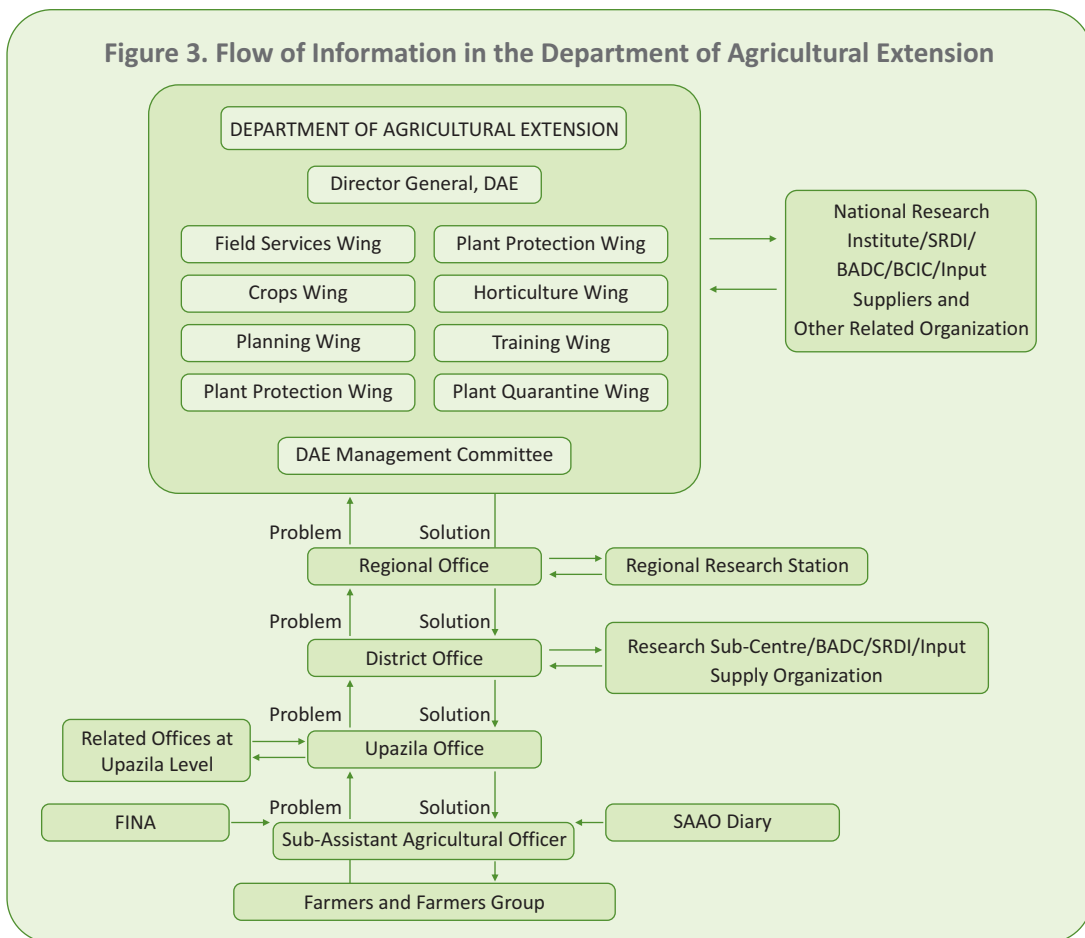 Figure 3. Flow of Information in the Department of Agricultural Extension
DEPARTMENT OF AGRICULTURAL EXTENSION
Director General, DAE
Field Services Wing
Plant Protection Wing
Crops Wing
Horticulture Wing
Planning Wing
Training Wing
Plant Protection Wing
Plant Quarantine Wing
DAE Management Committee
National Research
Institute/SRDI/
BADC/BCIC/Input
Suppliers and
Other Related Organization
Problem
Solution
Regional Office
Regional Research Station
Problem
Solution
District Office
Research Sub-Centre/BADC/SRDI/Input
Supply Organization
Problem
Solution
Related Offices at
Upazila Level
Upazila Office
Problem
Solution
FINA
SAAO Diary
Sub-Assistant Agricultural Officer
Farmers and Farmers Group